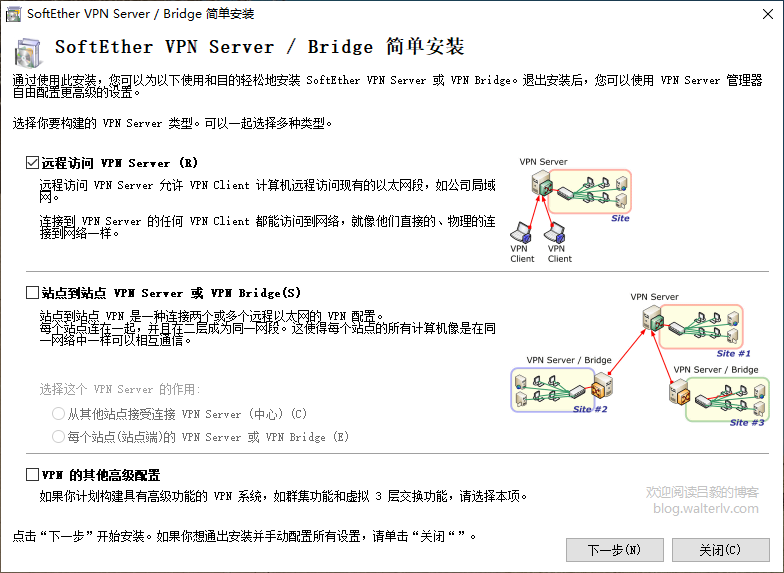 SoftEther VPN Server / Bridge 简单安装
SoftEther VPN Server / Bridge 简单安装
通过使用此安装，您可以为以下使用和目的轻松地安装 SoftEther VPN Server 或 VPN Bridge。退出安装后，您可以使用 VPN Server 管理器
自由配置更高级的设置。
选择你要构建的 VPN Server 类型。可以一起选择多种类型。
远程访问 VPN Server (R)
远程访问 VPN Server 允许 VPN Client 计算机远程访问现有的以太网段，如公司局域
网。
连接到 VPN Server 的任何 VPN Client 都能访问到网络，就像他们直接的、物理的连
接到网络一样。
VPN Server
Site
VPN
Client
VPN
Client
站点到站点 VPN Server 或 VPN Bridge(S)
站点到站点 VPN 是一种连接两个或多个远程以太网的 VPN 配置。
每个站点连在一起，并且在二层成为同一网段。这使得每个站点的所有计算机像是在同
一网络中一样可以相互通信。
选择这个 VPN Server 的作用:
从其他站点接受连接 VPN Server (中心) (C)
每个站点(站点端)的 VPN Server 或 VPN Bridge (E)
VPN Server
Site #1
VPN Server / Bridge
Site #2
VPN Server / Bridge
Site #3
VPN 的其他高级配置
如果你计划构建具有高级功能的 VPN 系统，如群集功能和虚拟 3 层交换功能，请选择本项。
欢迎阅读吕毅的博客
blog.walterlv.com
点击“下一步”开始安装。如果你想通出安装并手动配置所有设置，请单击“关闭“”。
下一步(N)
关闭(C)